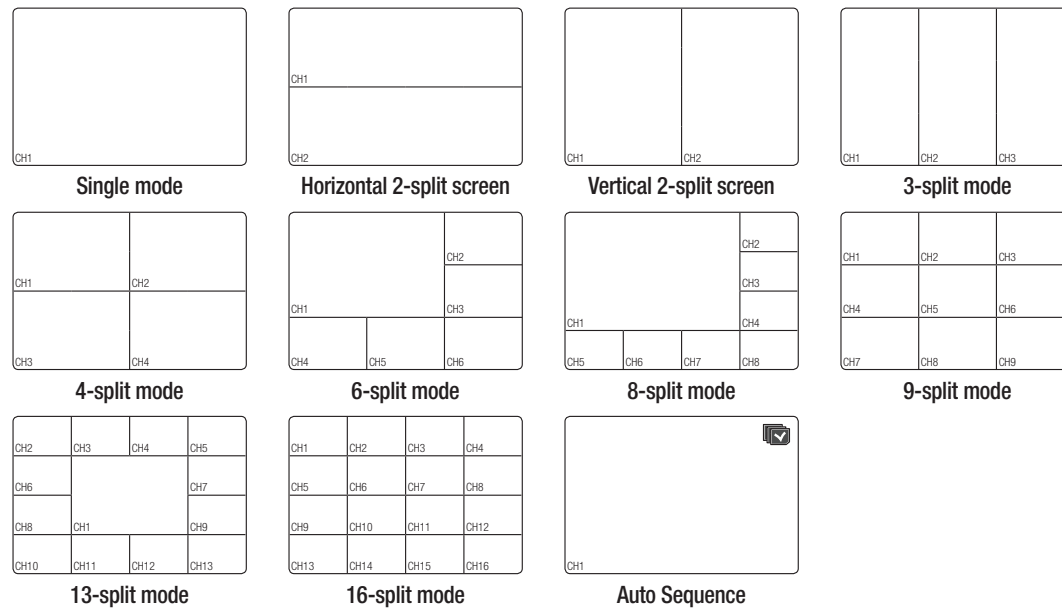 CH1
Single mode
CH1
CH2
Horizontal 2-split screen
CH1 CH2
Vertical 2-split screen
CH1 CH2 CH3
3-split mode
CH1 CH2
CH3 CH4
4-split mode
CH2
CH1 CH3
CH4 CH5 CH6
6-split mode
CH2
CH3
CH1 CH4
CH5 CH6 CH7 CH8
8-split mode
CH1 CH2 CH3
CH4 CH5 CH6
CH7 CH8 CH9
9-split mode
CH2 CH3 CH4 CH5
CH6 CH7
CH8 CH1 CH9
CH10 CH11 CH12 CH13
13-split mode
CH1 CH2 CH3 CH4
CH5 CH6 CH7 CH8
CH9 CH10 CH11 CH12
CH13 CH14 CH15 CH16
16-split mode
CH1
Auto Sequence